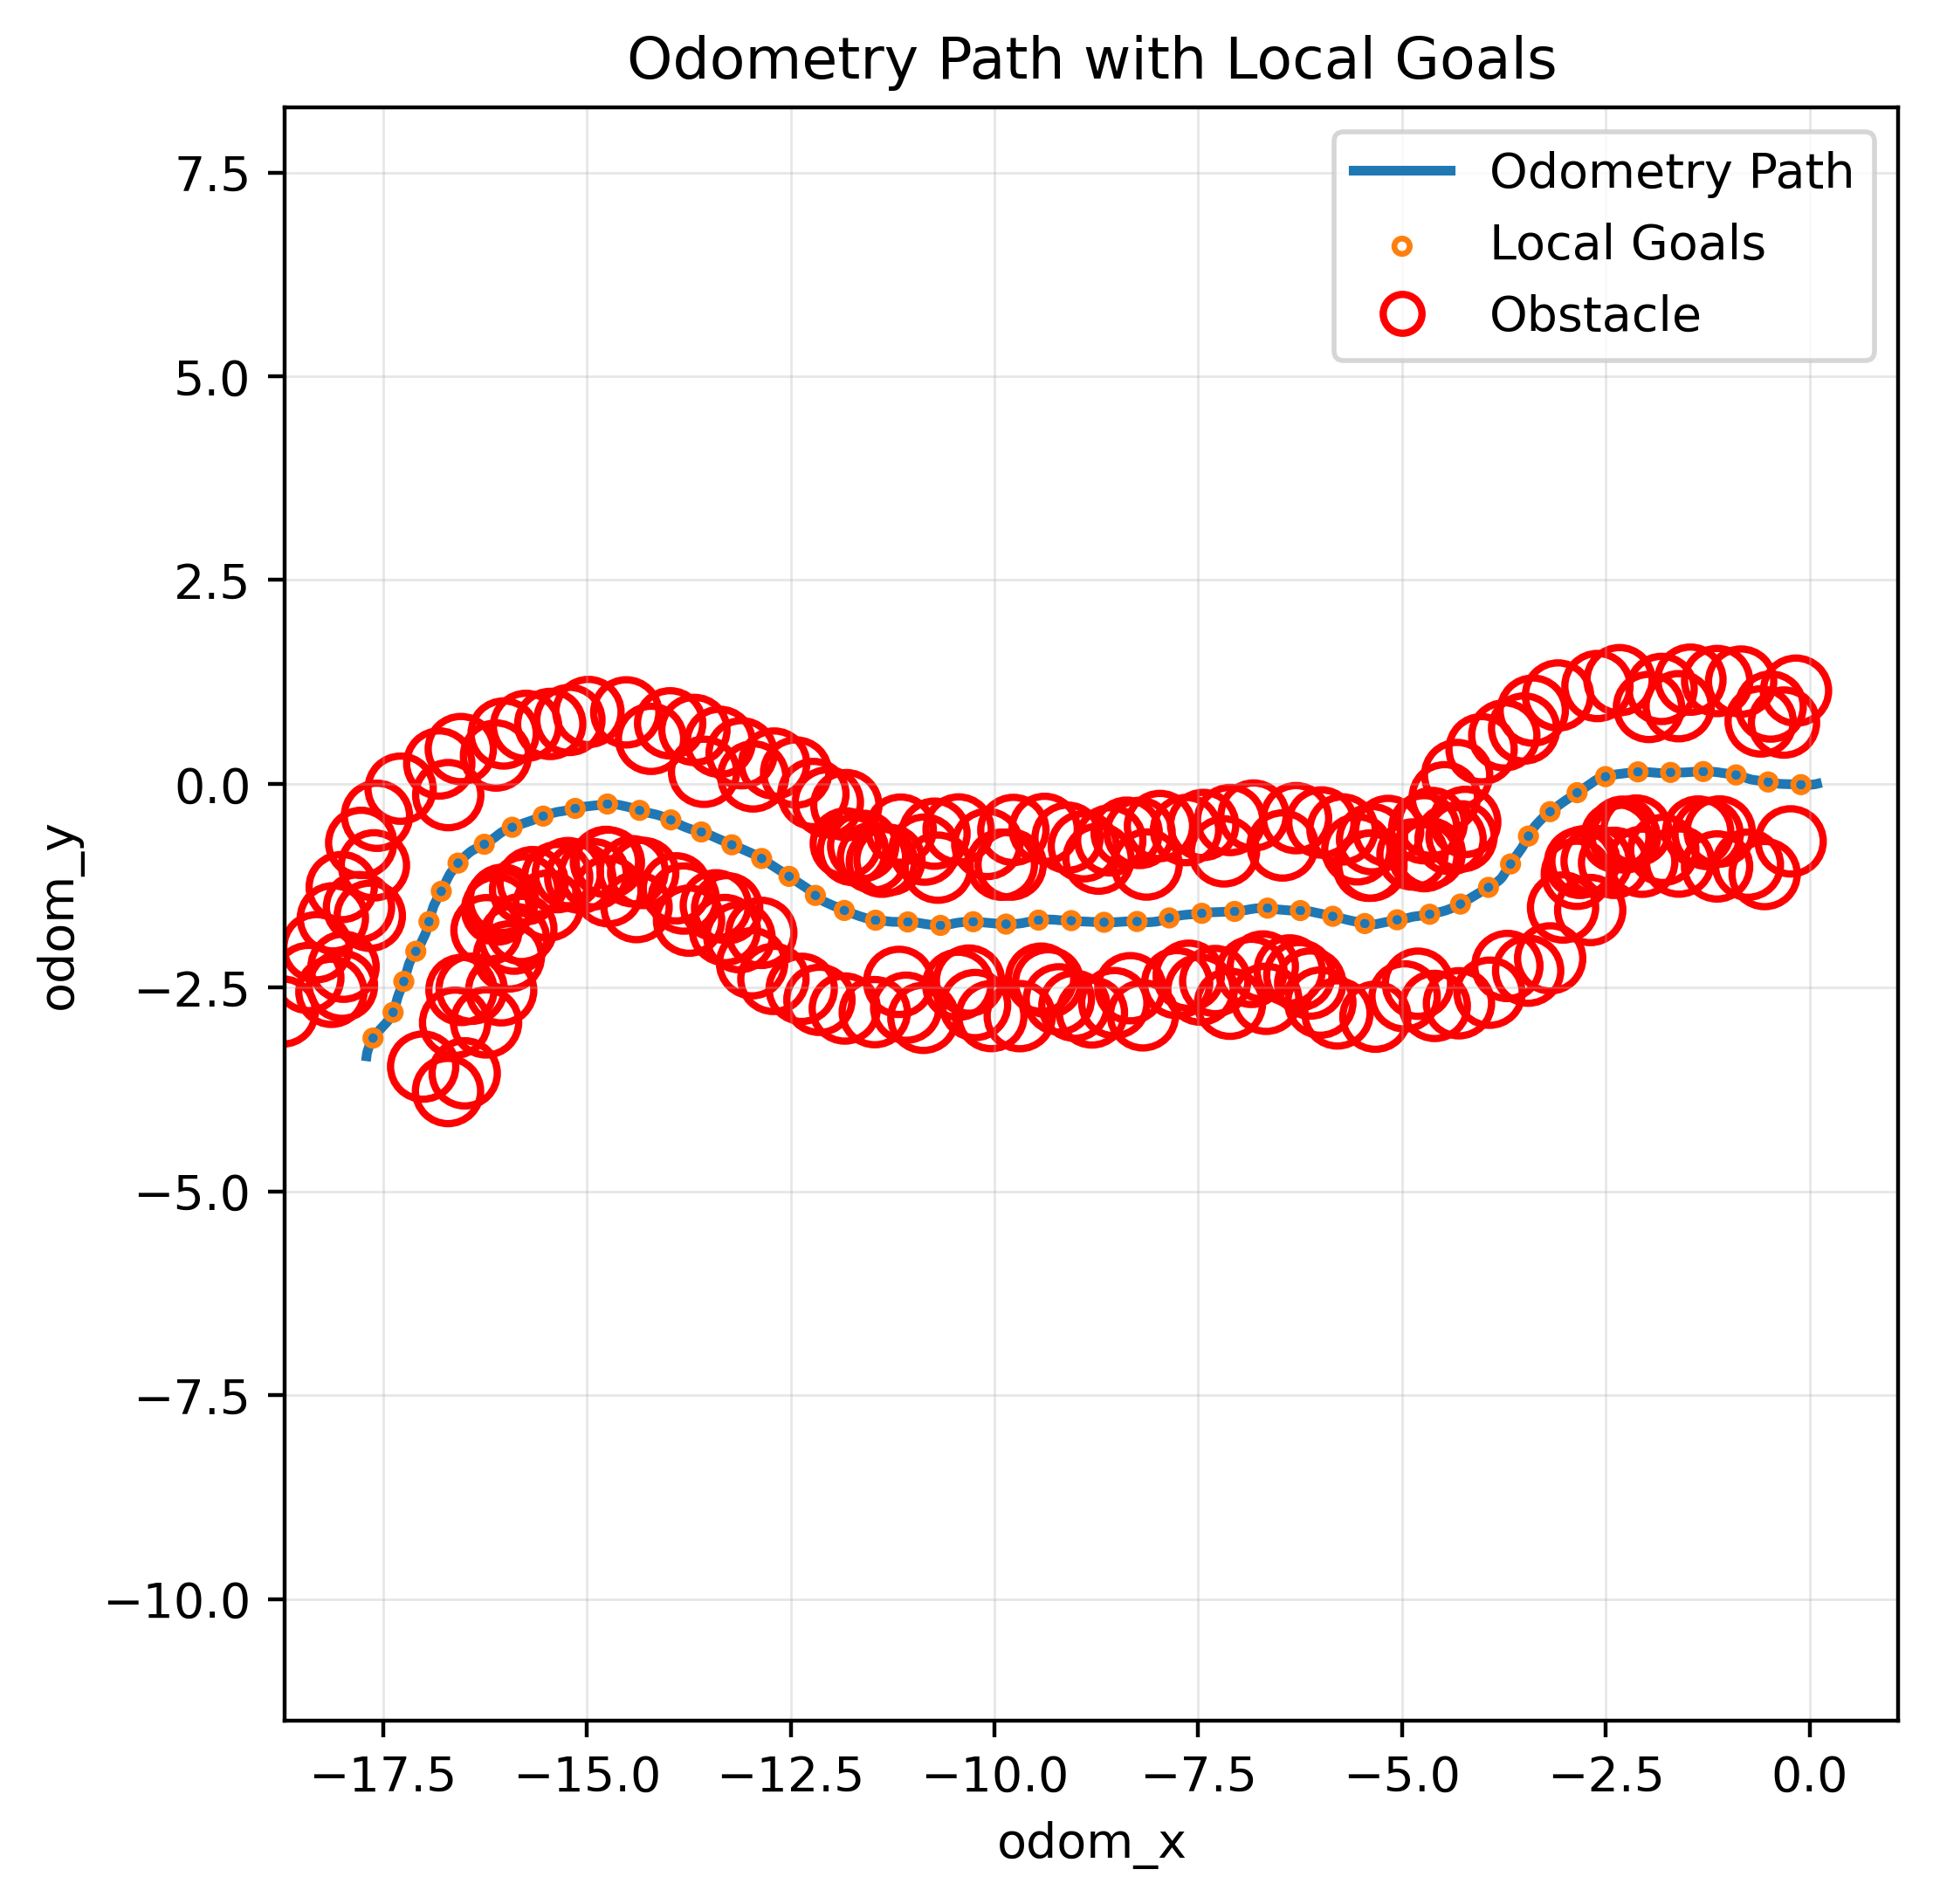 Odometry Path with Local Goals
Odometry Path
Local Goals
Obstacle
7.5
5.0
2.5
0.0
−2.5
−5.0
−7.5
−10.0
odom_y
−17.5 −15.0 −12.5 −10.0 −7.5 −5.0 −2.5 0.0
odom_x